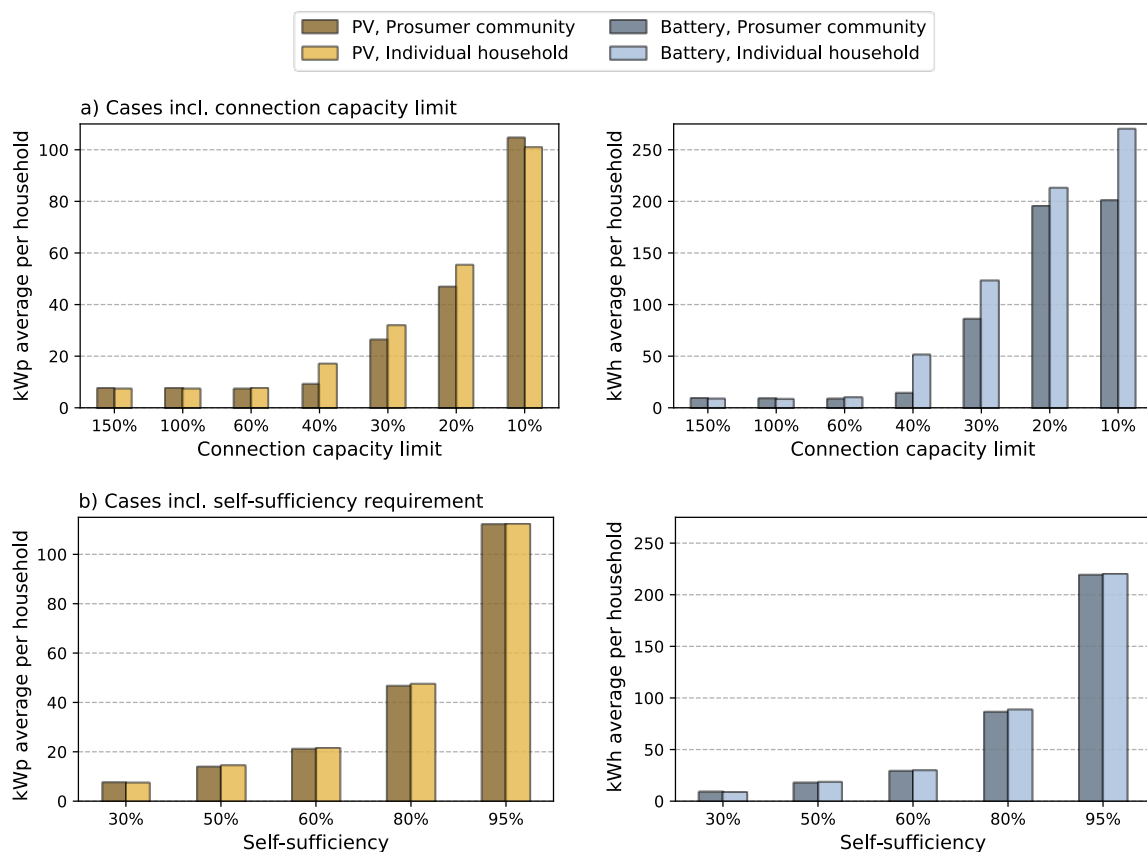 PV, Prosumer community
PV, Individual household
Battery, Prosumer community
Battery, Individual household
a) Cases incl. connection capacity limit
kWp average per household
100
80
60
40
20
0
150% 100% 60% 40% 30% 20% 10%
Connection capacity limit
kWh average per household
250
200
150
100
50
0
150% 100% 60% 40% 30% 20% 10%
Connection capacity limit
b) Cases incl. self-sufficiency requirement
kWp average per household
100
80
60
40
20
0
30% 50% 60% 80% 95%
Self-sufficiency
kWh average per household
250
200
150
100
50
0
30% 50% 60% 80% 95%
Self-sufficiency